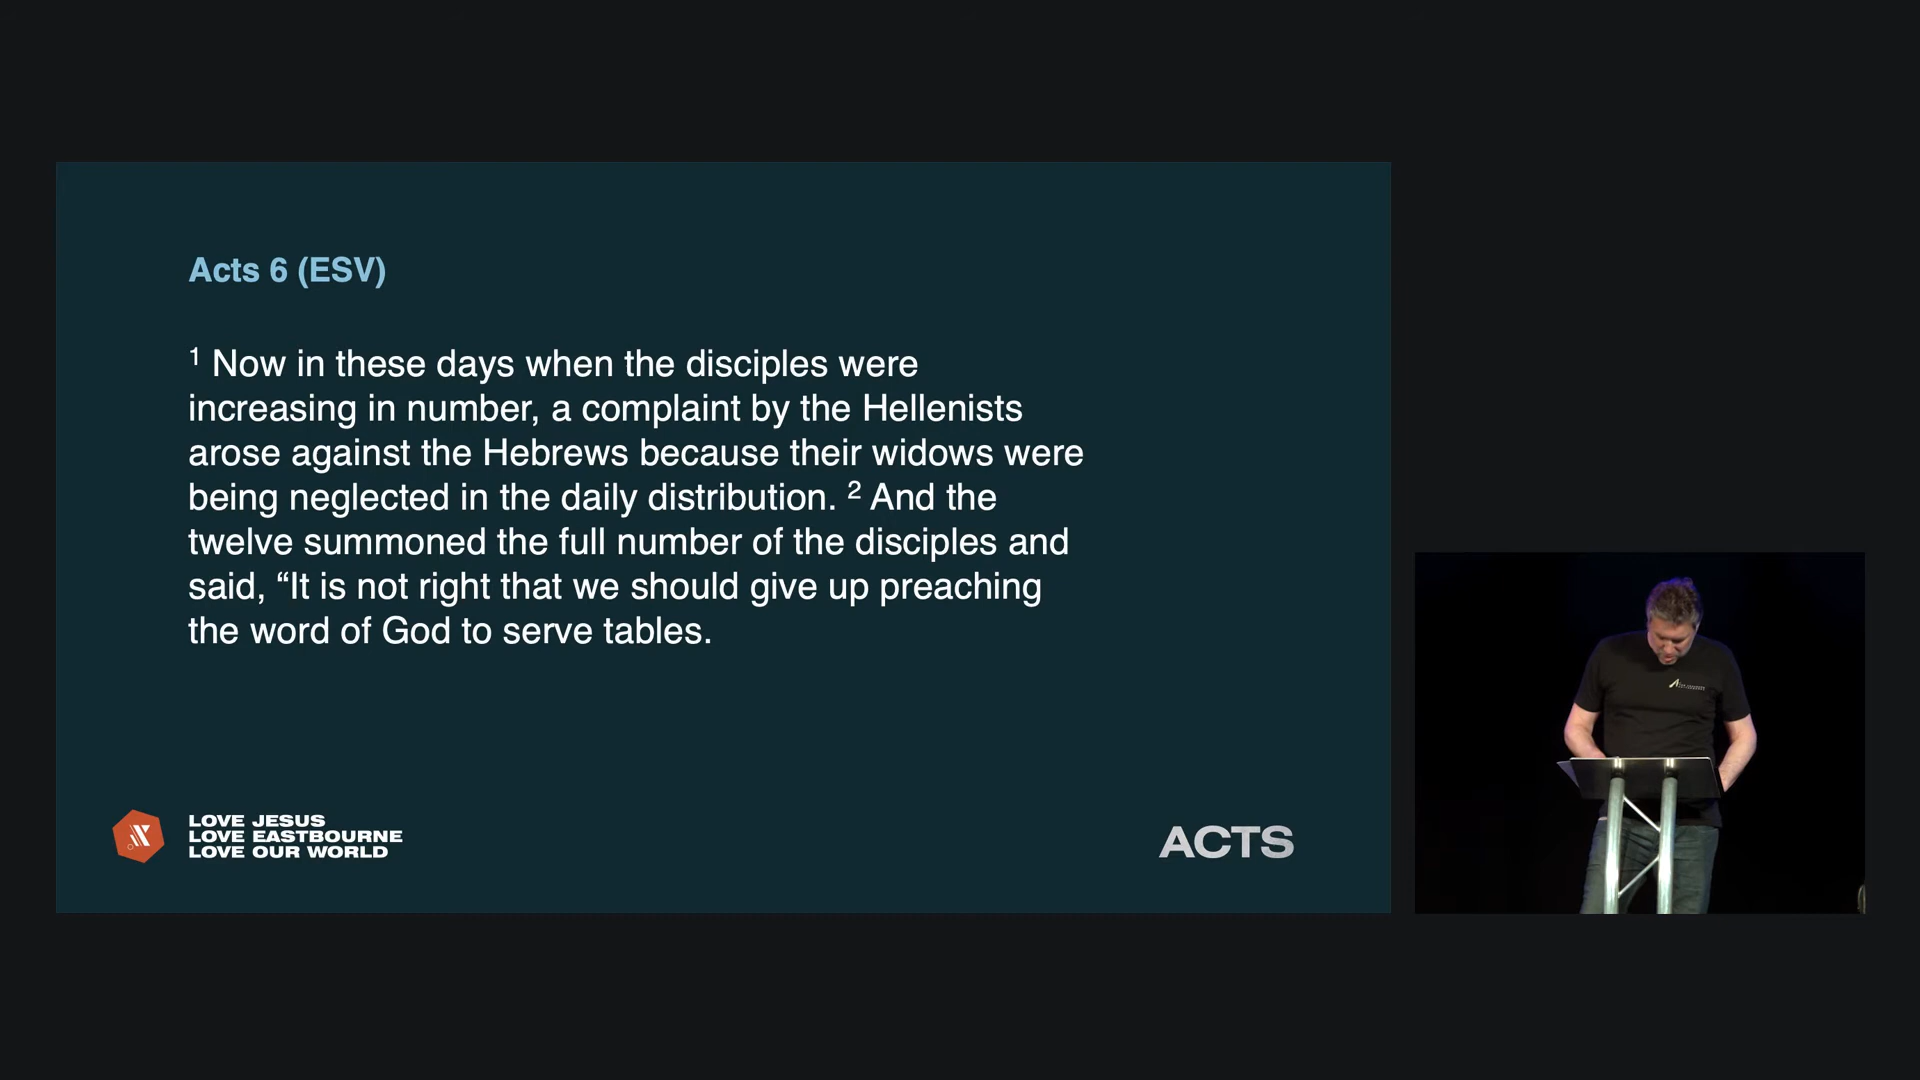 Acts 6 (ESV)
¹ Now in these days when the disciples were
increasing in number, a complaint by the Hellenists
arose against the Hebrews because their widows were
being neglected in the daily distribution. ² And the
twelve summoned the full number of the disciples and
said, “It is not right that we should give up preaching
the word of God to serve tables.
LOVE JESUS
LOVE EASTBOURNE
LOVE OUR WORLD
ACTS